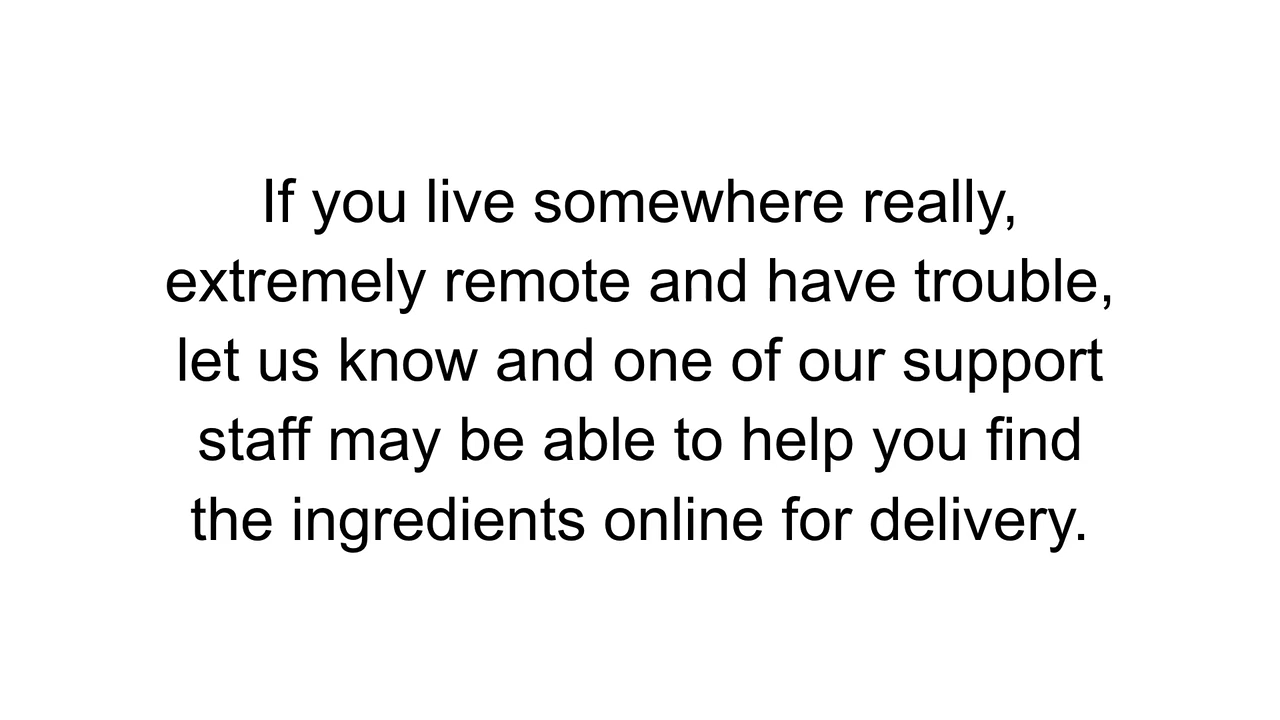 If you live somewhere really,
extremely remote and have trouble,
let us know and one of our support
staff may be able to help you find
the ingredients online for delivery.